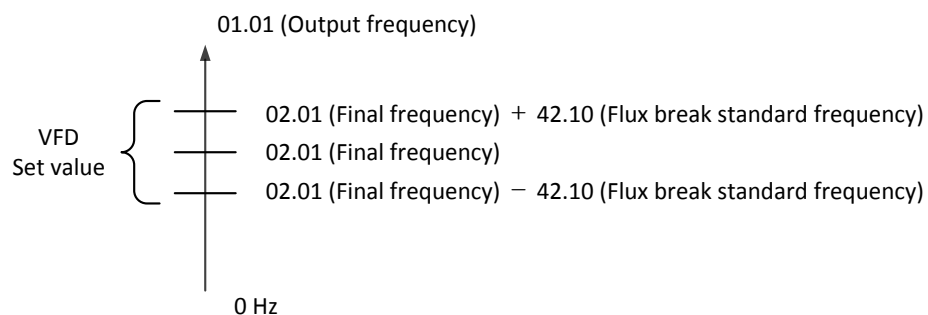 01.01 (Output frequency)
02.01 (Final frequency) + 42.10 (Flux break standard frequency)
VFD
Set value
02.01 (Final frequency)
02.01 (Final frequency) − 42.10 (Flux break standard frequency)
0 Hz